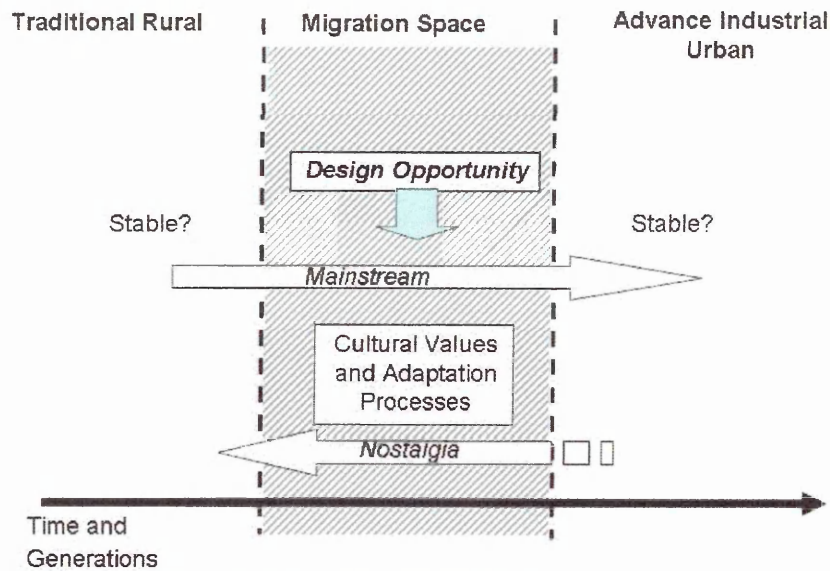 Traditional Rural
Migration Space
Advance Industrial
Urban
Design Opportunity
Stable?
Stable?
Mainstream
Cultural Values
and Adaptation
Processes
Nostalgia
Time and
Generations